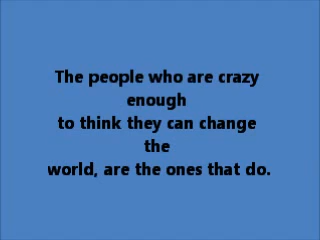 The people who are crazy
enough
to think they can change
the
world, are the ones that do.